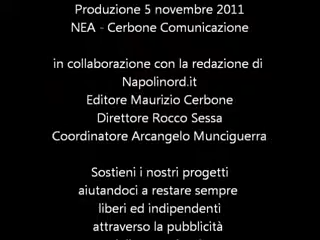 Produzione 5 novembre 2011
NEA - Cerbone Comunicazione
in collaborazione con la redazione di
Napolinord.it
Editore Maurizio Cerbone
Direttore Rocco Sessa
Coordinatore Arcangelo Munciguerra
Sostieni i nostri progetti
aiutandoci a restare sempre
liberi ed indipendenti
attraverso la pubblicità